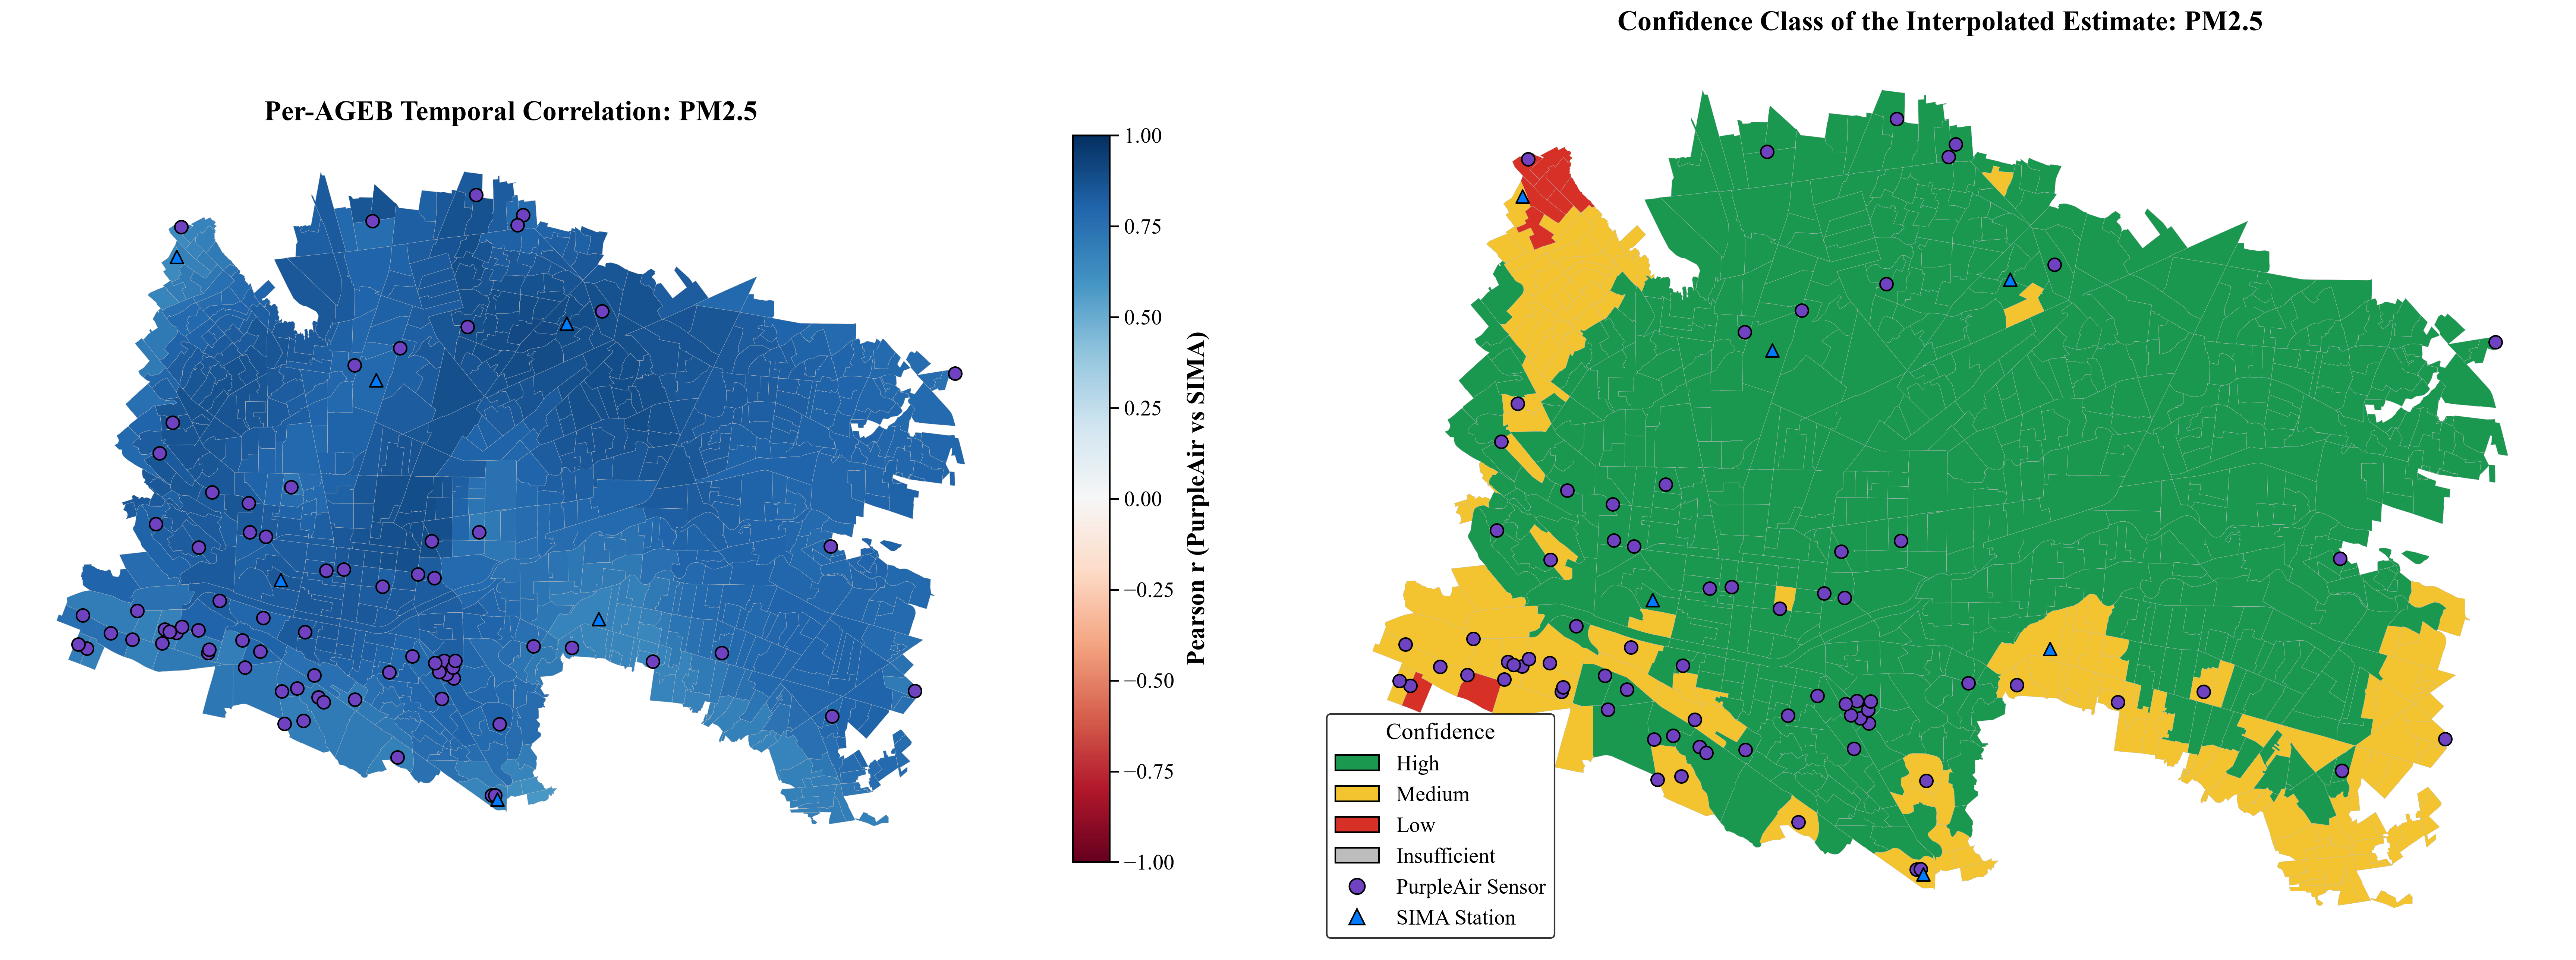 Confidence Class of the Interpolated Estimate: PM2.5
Per-AGEB Temporal Correlation: PM2.5
1.00
0.75
0.50
0.25
0.00
−0.25
−0.50
−0.75
−1.00
Pearson r (PurpleAir vs SIMA)
Confidence
High
Medium
Low
Insufficient
PurpleAir Sensor
SIMA Station